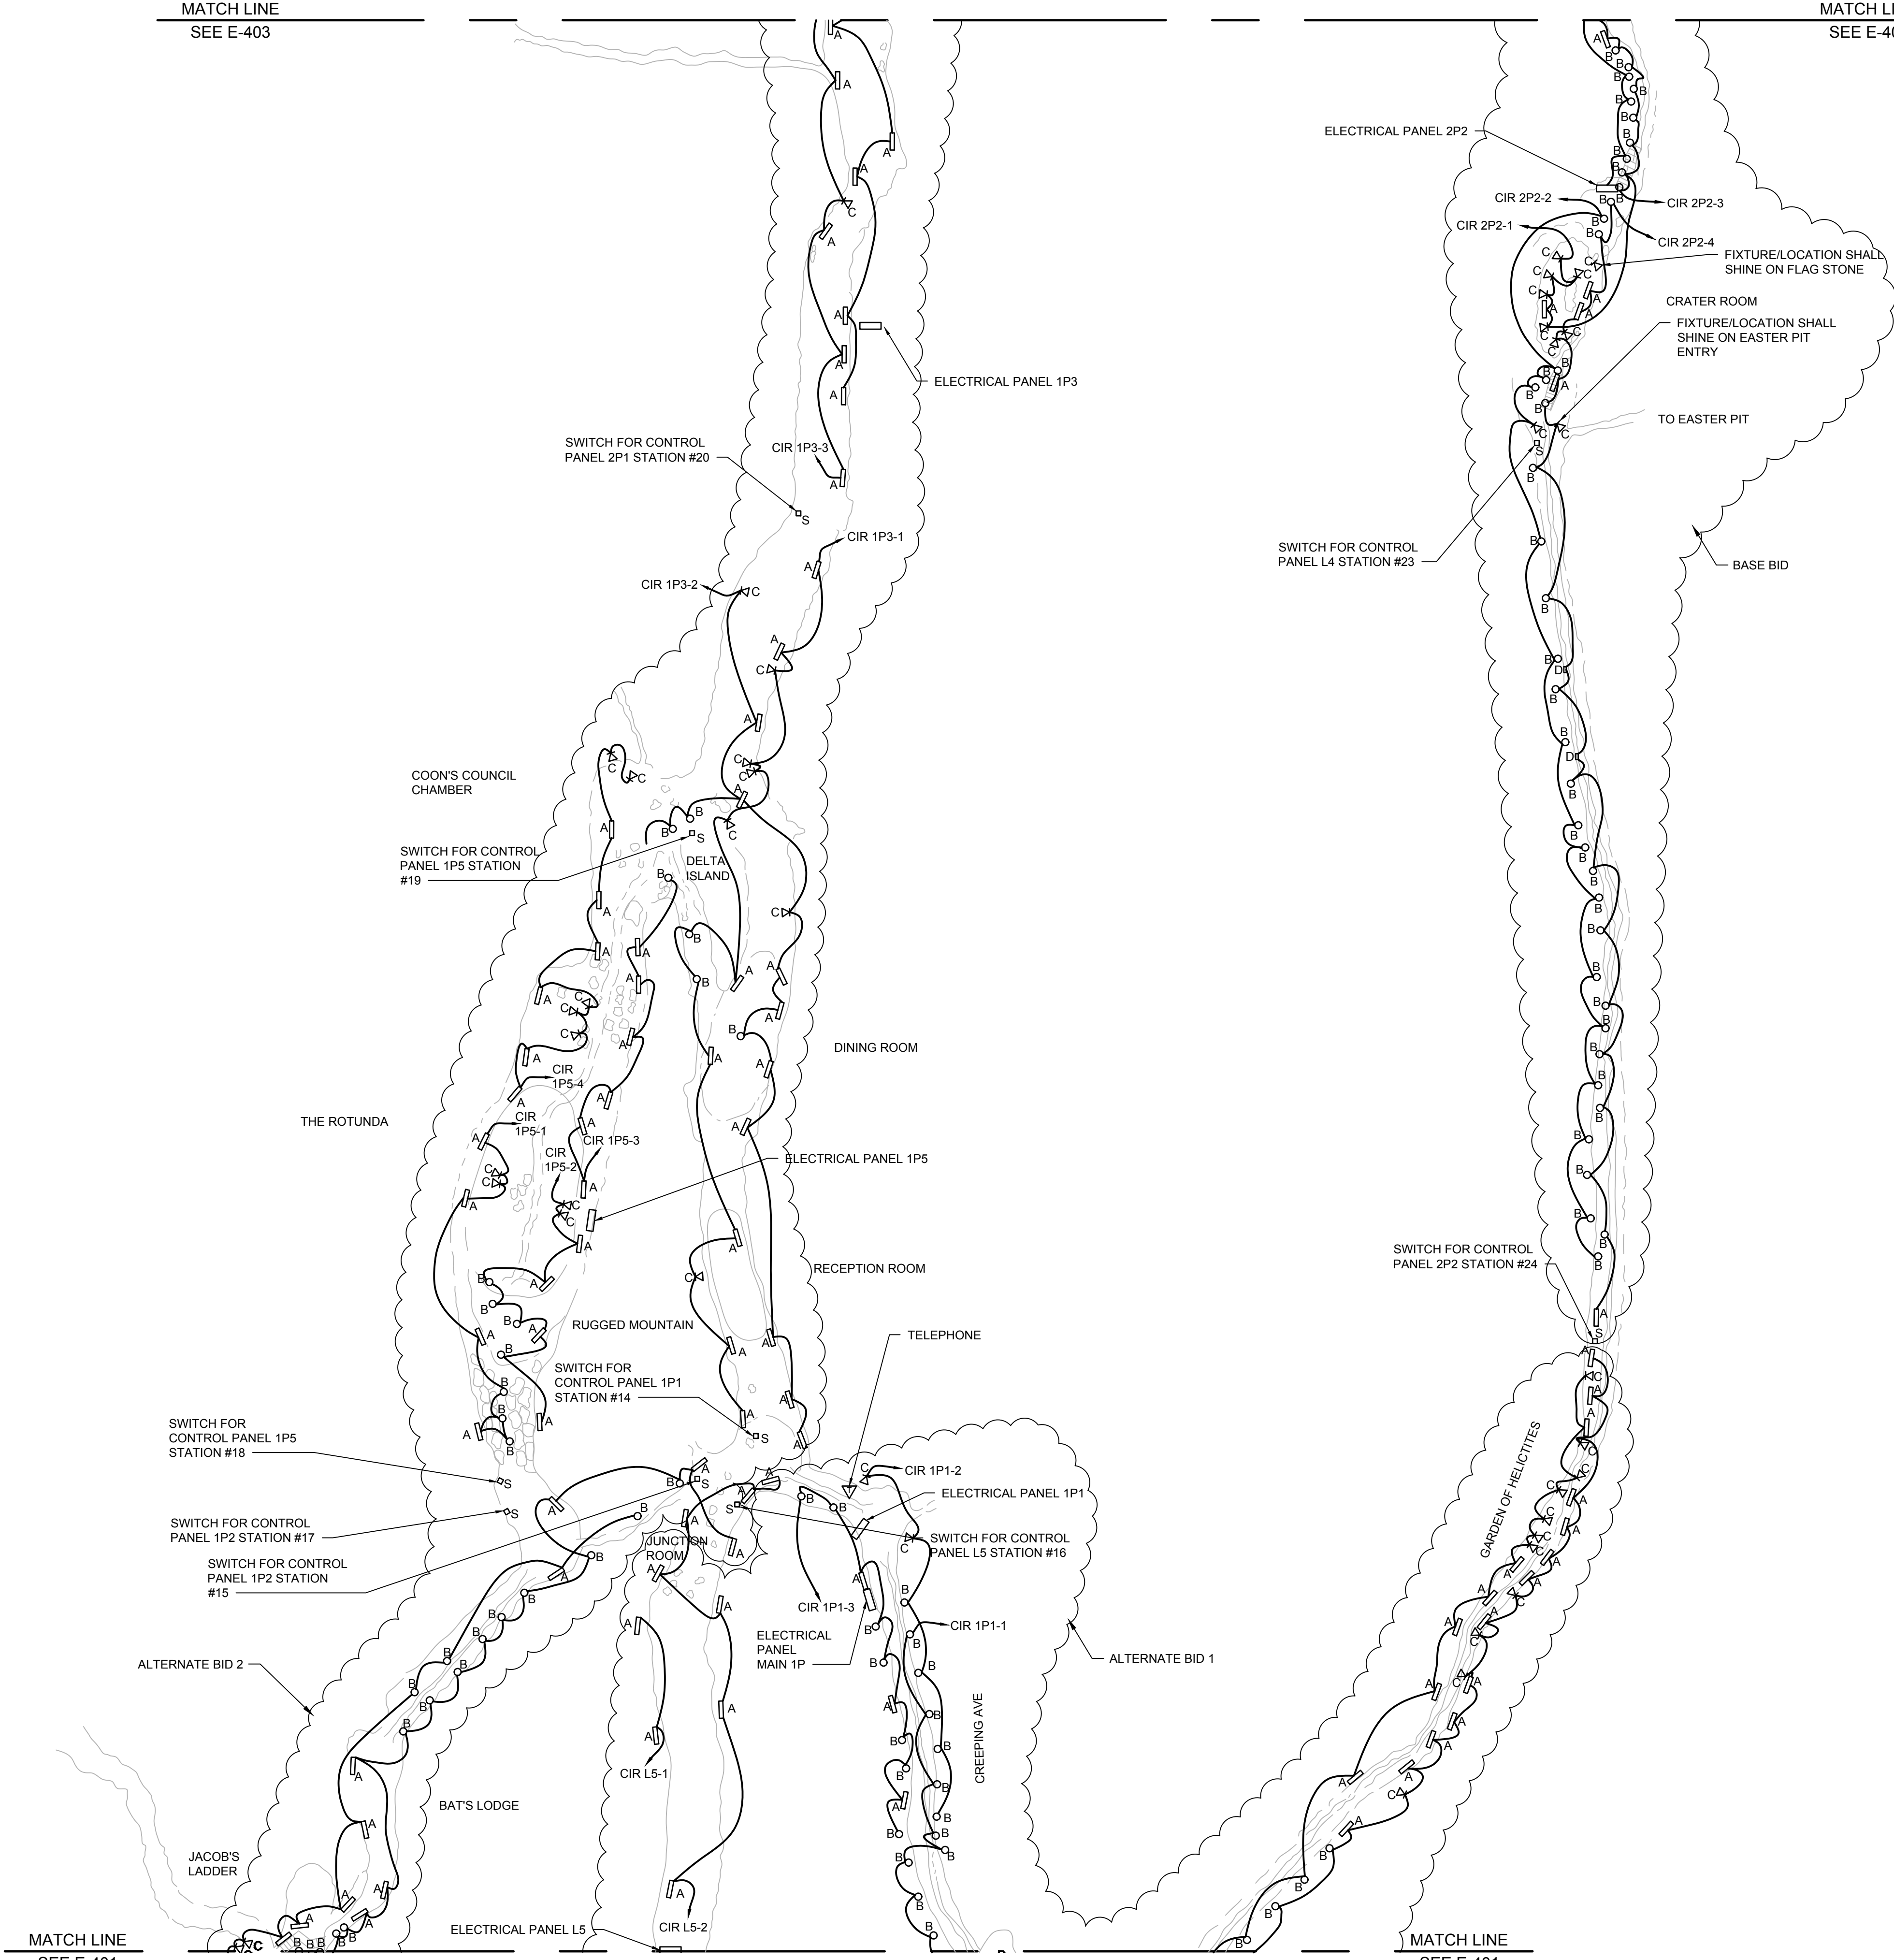 MATCH LINE
SEE E-403
MATCH LI
SEE E-40
ELECTRICAL PANEL 2P2
CIR 2P2-2
CIR 2P2-3
CIR 2P2-1
CIR 2P2-4
FIXTURE/LOCATION SHALL
SHINE ON FLAG STONE
CRATER ROOM
FIXTURE/LOCATION SHALL
SHINE ON EASTER PIT
ENTRY
TO EASTER PIT
ELECTRICAL PANEL 1P3
SWITCH FOR CONTROL
PANEL 2P1 STATION #20
CIR 1P3-3
CIR 1P3-1
CIR 1P3-2
SWITCH FOR CONTROL
PANEL L4 STATION #23
BASE BID
COON'S COUNCIL
CHAMBER
SWITCH FOR CONTROL
PANEL 1P5 STATION
#19
DELTA
ISLAND
DINING ROOM
CIR
1P5-4
THE ROTUNDA
CIR
1P5-1
CIR 1P5-3
CIR
1P5-2
ELECTRICAL PANEL 1P5
RECEPTION ROOM
SWITCH FOR CONTROL
PANEL 2P2 STATION #24
RUGGED MOUNTAIN
TELEPHONE
SWITCH FOR
CONTROL PANEL 1P1
STATION #14
SWITCH FOR
CONTROL PANEL 1P5
STATION #18
CIR 1P1-2
ELECTRICAL PANEL 1P1
GARDEN OF HELICTITES
SWITCH FOR CONTROL
PANEL 1P2 STATION #17
JUNCTION
ROOM
SWITCH FOR CONTROL
PANEL L5 STATION #16
SWITCH FOR CONTROL
PANEL 1P2 STATION
#15
CIR 1P1-3
CIR 1P1-1
ELECTRICAL
PANEL
MAIN 1P
ALTERNATE BID 2
ALTERNATE BID 1
CREEPING AVE
CIR L5-1
BAT'S LODGE
JACOB'S
LADDER
ELECTRICAL PANEL L5
CIR L5-2
MATCH LINE
SEE E-401
MATCH LINE
SEE E-401